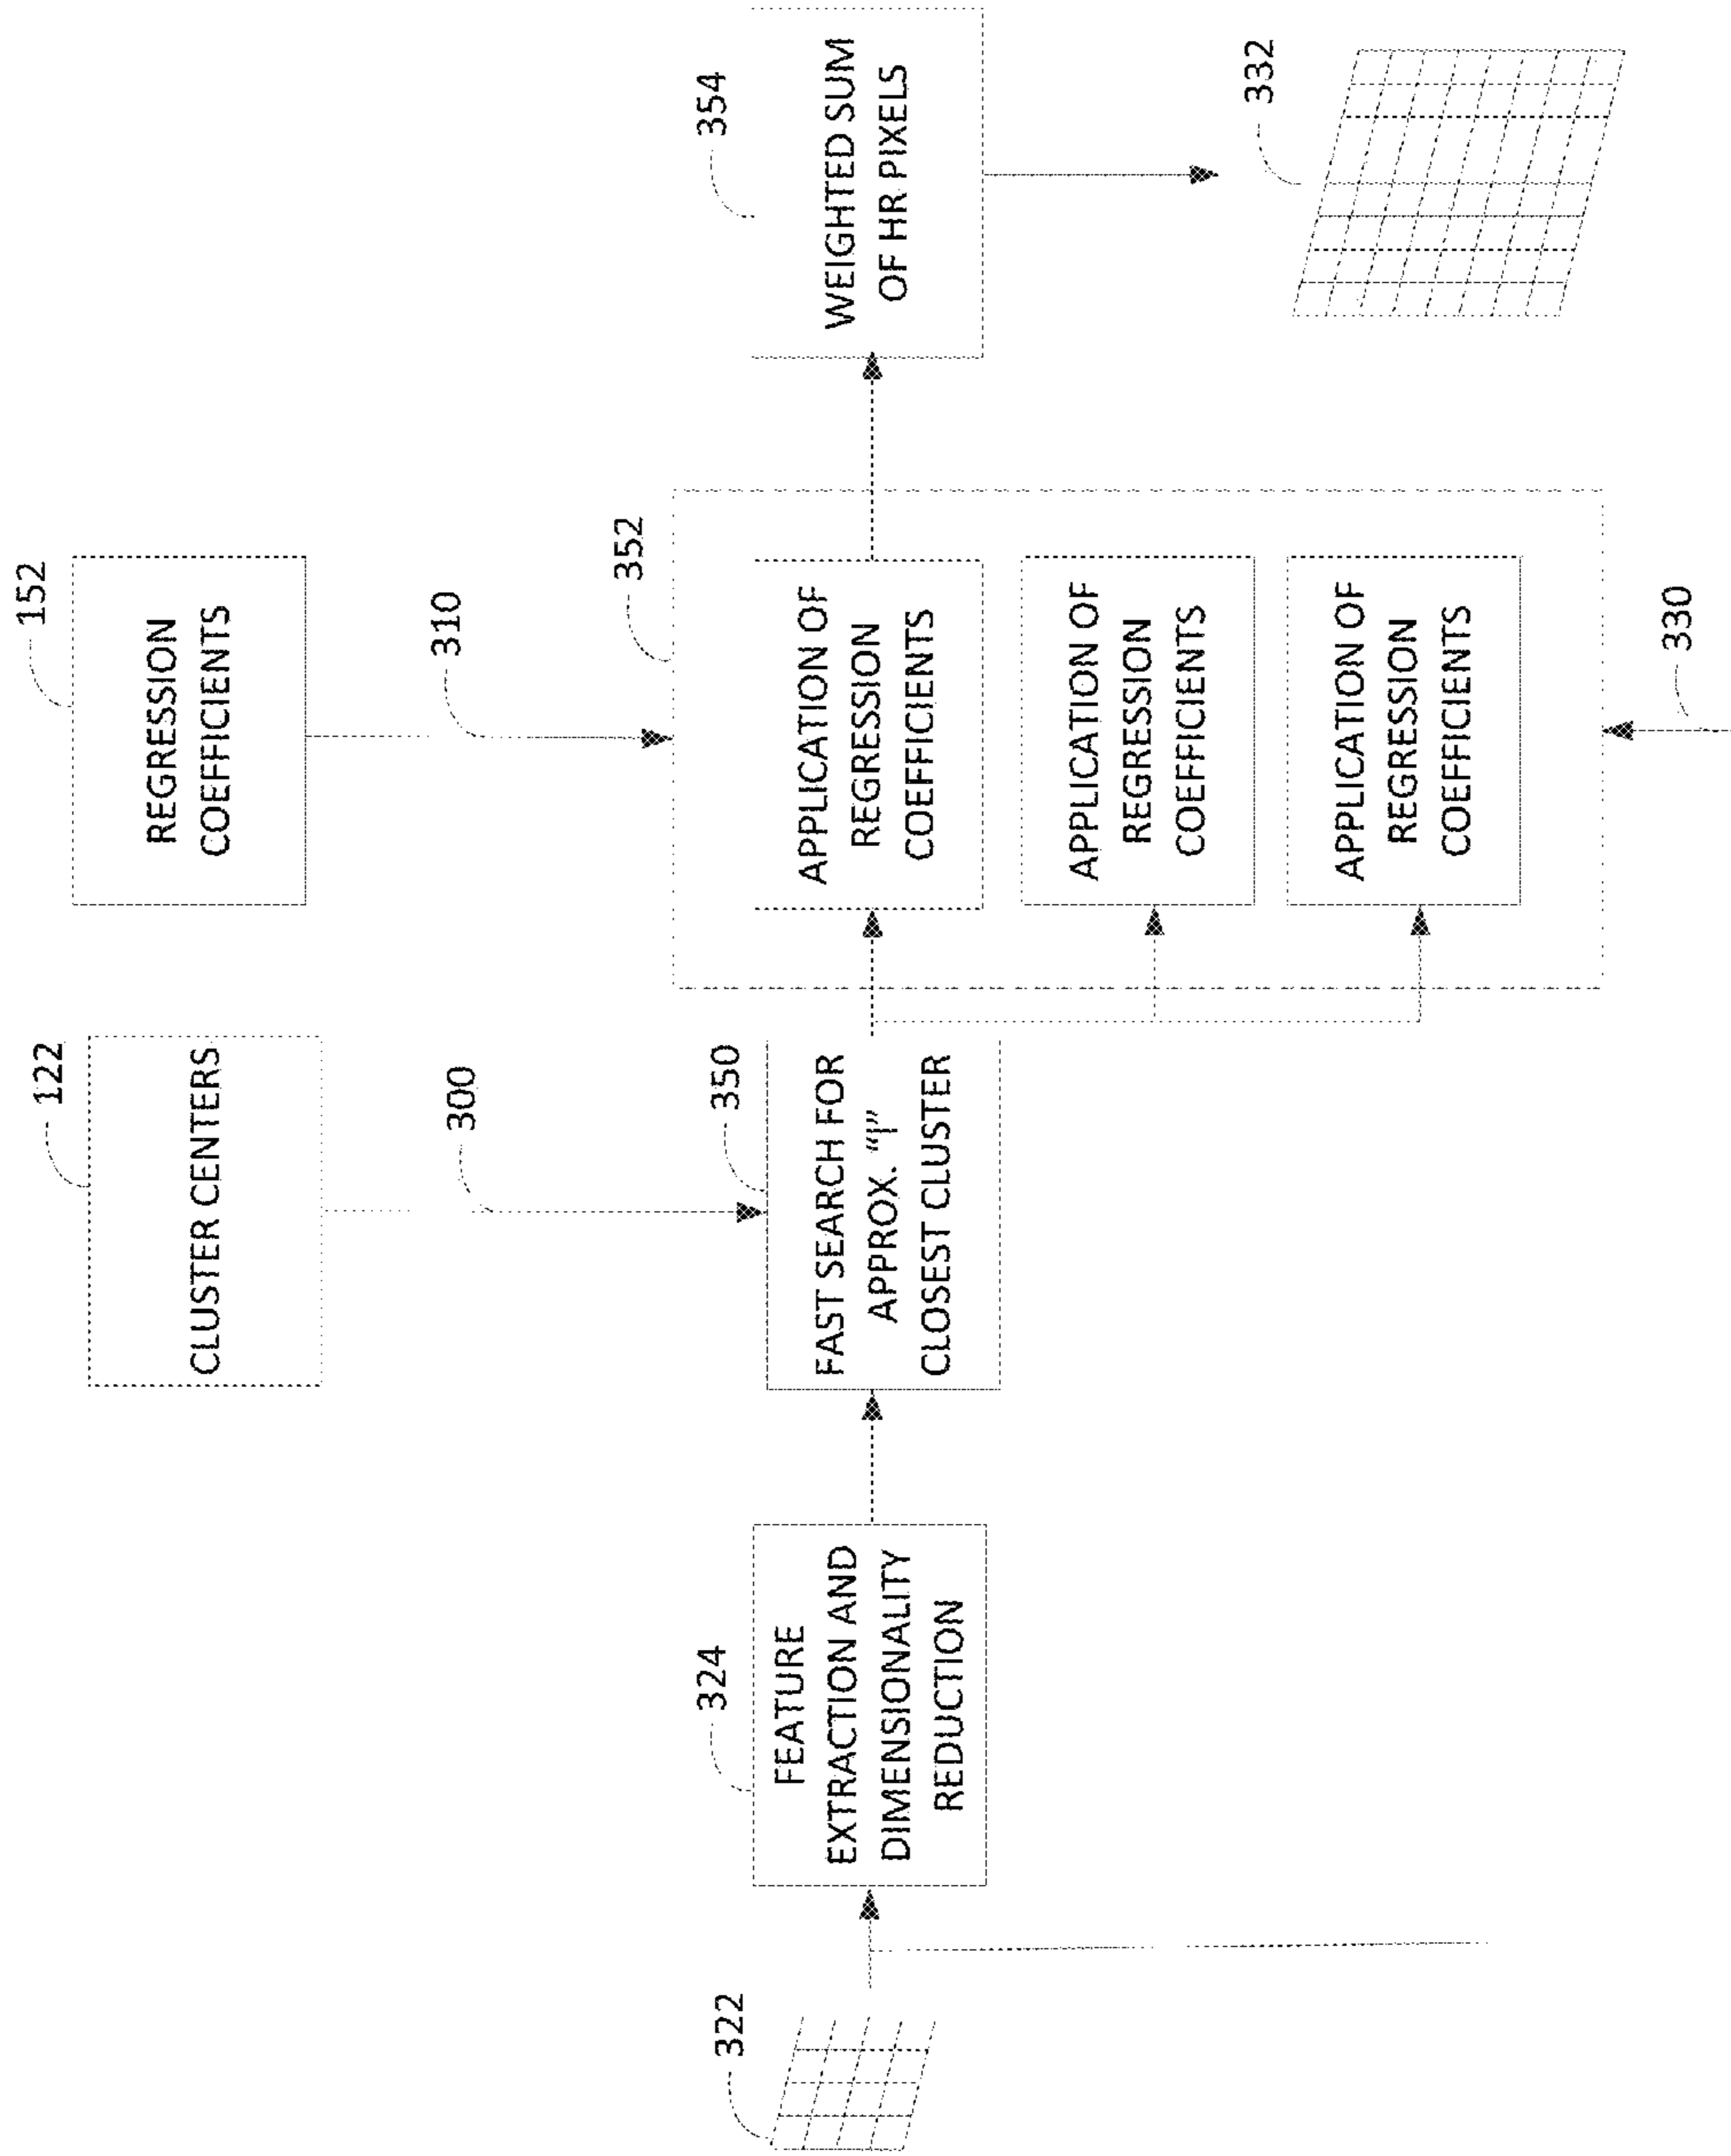 152
REGRESSION
COEFFICIENTS
122
CLUSTER CENTERS
310
300
354
WEIGHTED SUM
OF HR PIXELS
352
APPLICATION OF
REGRESSION
COEFFICIENTS
350
FAST SEARCH FOR
APPROX. “l”
CLOSEST CLUSTER
324
FEATURE
EXTRACTION AND
DIMENSIONALITY
REDUCTION
322
APPLICATION OF
REGRESSION
COEFFICIENTS
APPLICATION OF
REGRESSION
COEFFICIENTS
332
330